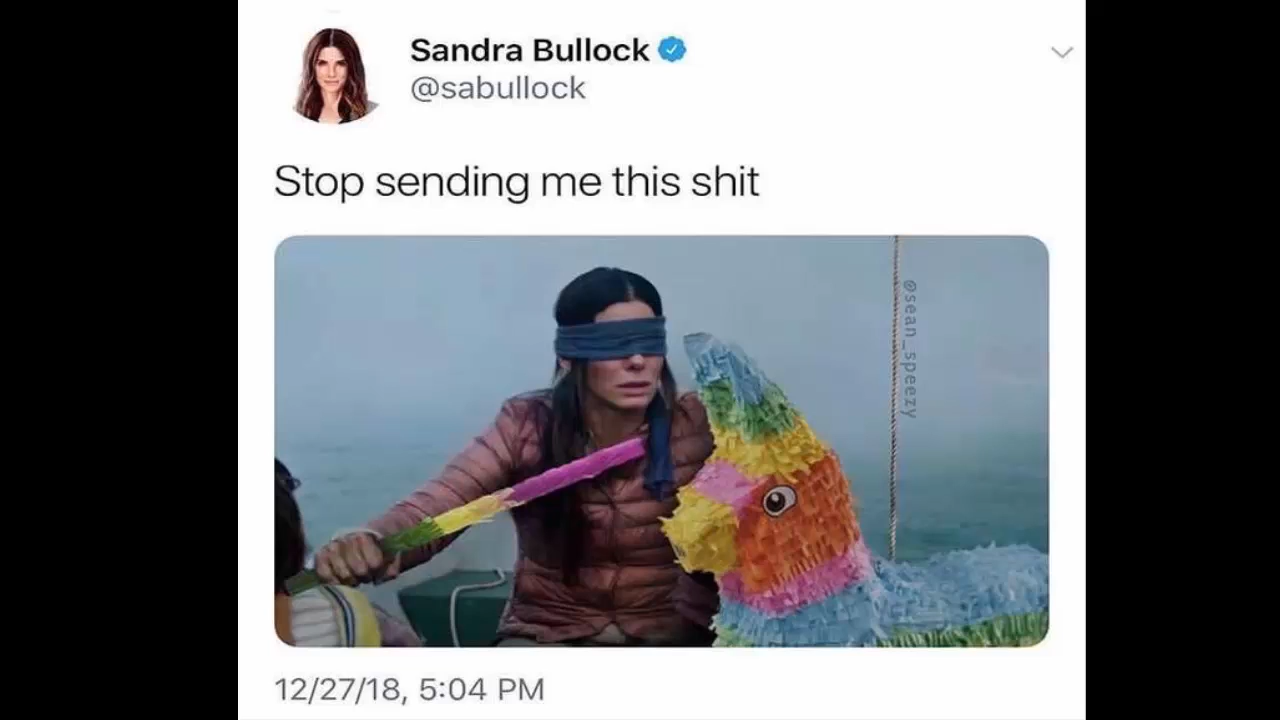 Sandra Bullock
@sabullock
Stop sending me this shit
@sean_speezy
12/27/18, 5:04 PM